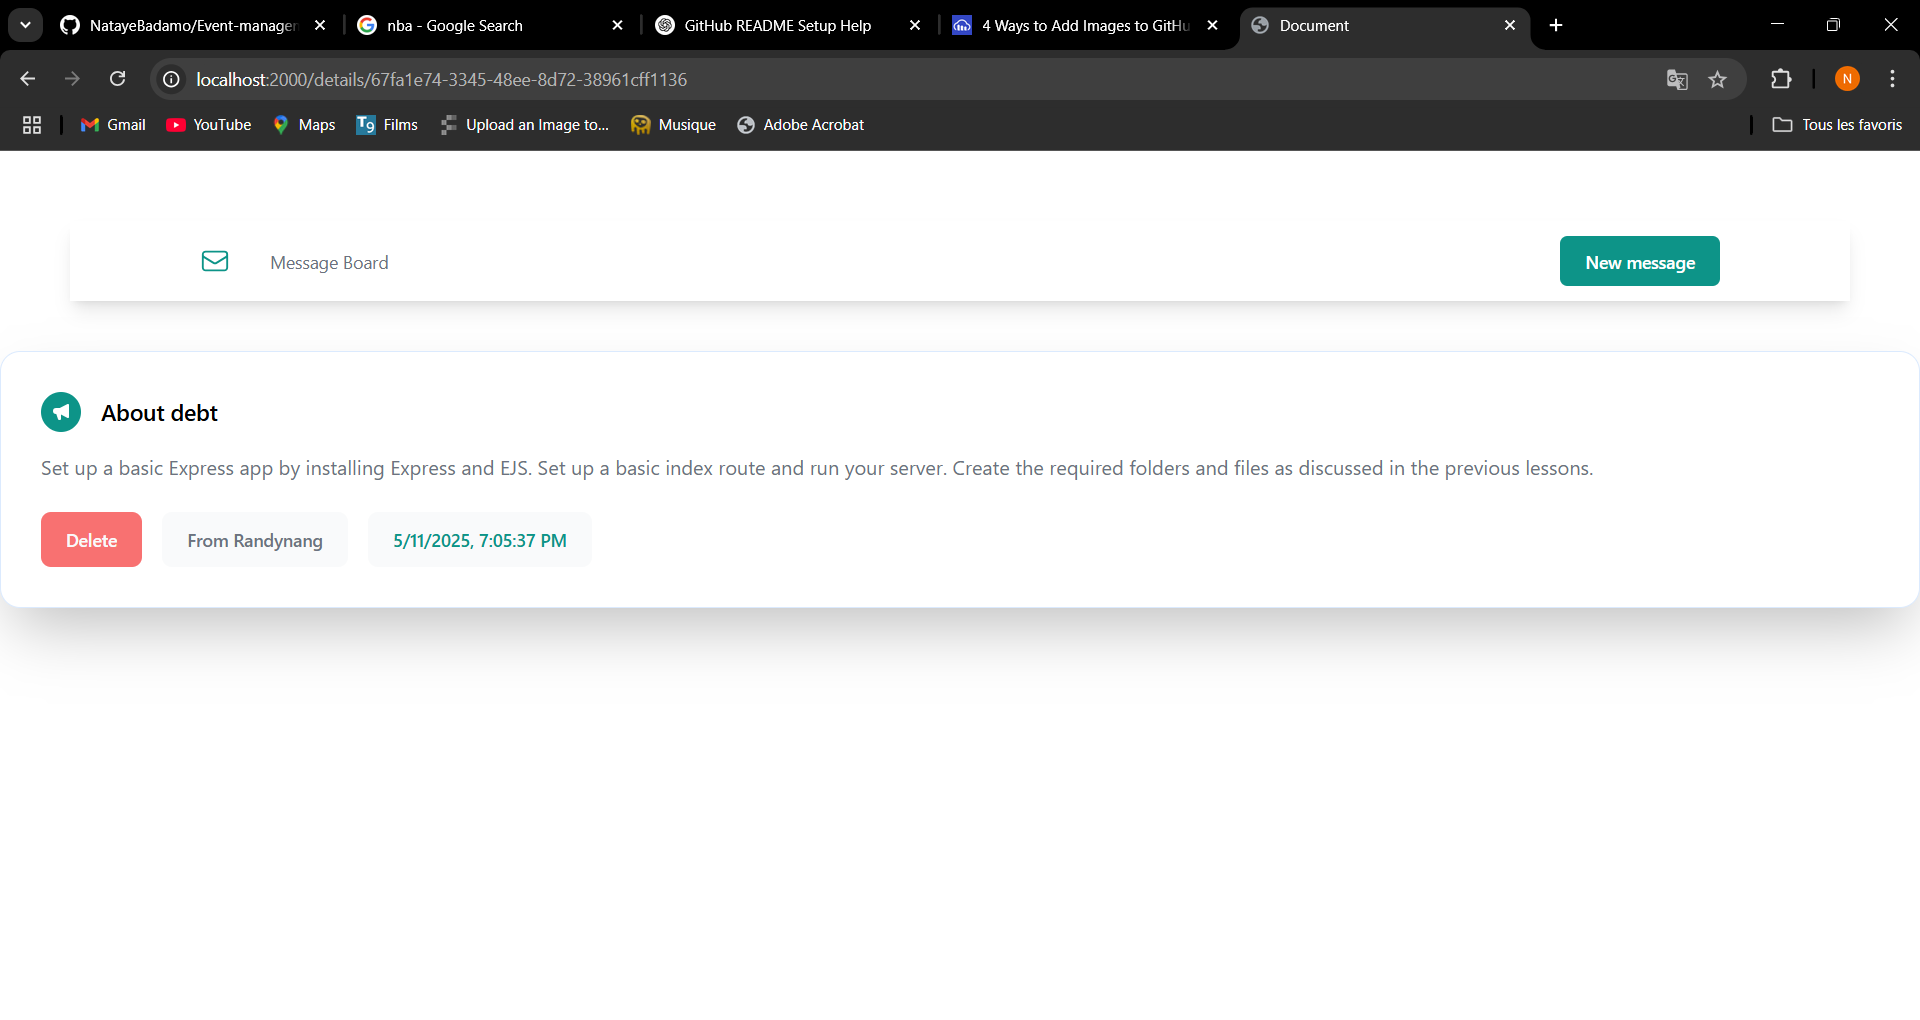 NatayeBadamo/Event-manager
nba - Google Search
GitHub README Setup Help
4 Ways to Add Images to GitHu
Document
localhost:2000/details/67fa1e74-3345-48ee-8d72-38961cff1136
N
Gmail
YouTube
Maps
T9
Films
Upload an Image to...
Musique
Adobe Acrobat
Tous les favoris
Message Board
New message
About debt
Set up a basic Express app by installing Express and EJS. Set up a basic index route and run your server. Create the required folders and files as discussed in the previous lessons.
Delete
From Randynang
5/11/2025, 7:05:37 PM